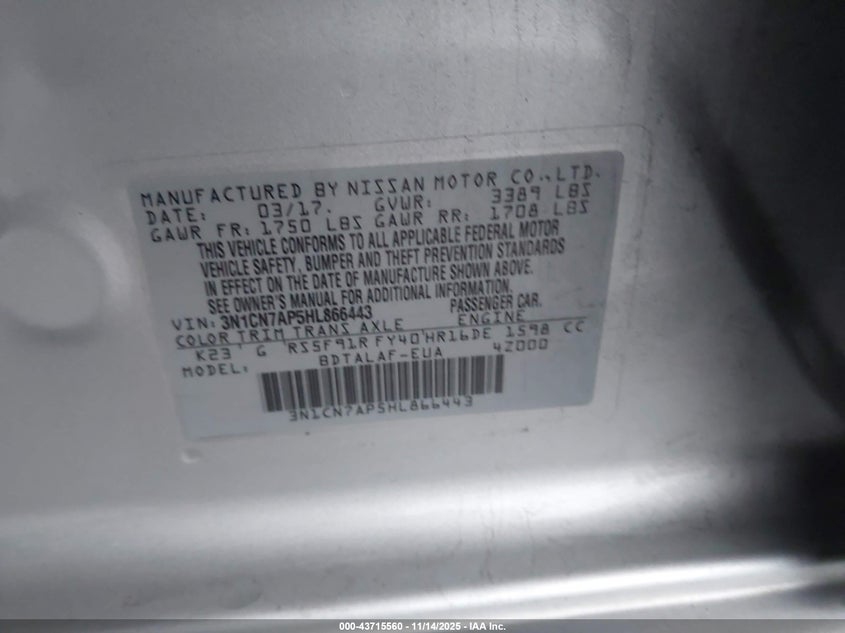 MANUFACTURED BY NISSAN MOTOR CO.,LTD.
DATE: 03/17. GVWR: 3389 LBS
GAWR FR: 1750 LBS GAWR RR: 1708 LBS
THIS VEHICLE CONFORMS TO ALL APPLICABLE FEDERAL MOTOR
VEHICLE SAFETY, BUMPER AND THEFT PREVENTION STANDARDS
IN EFFECT ON THE DATE OF MANUFACTURE SHOWN ABOVE.
SEE OWNER'S MANUAL FOR ADDITIONAL INFORMATION.
VIN: 3N1CN7AP5HL866443 PASSENGER CAR.
COLOR TRIM TRANS AXLE ENGINE
K23 G RS5F91R FY40 HR16DE 1598 CC
MODEL: BDTALAF-EUA 42000
3N1CN7AP5HL866443
000-43715560 - 11/14/2025 - IAA Inc.